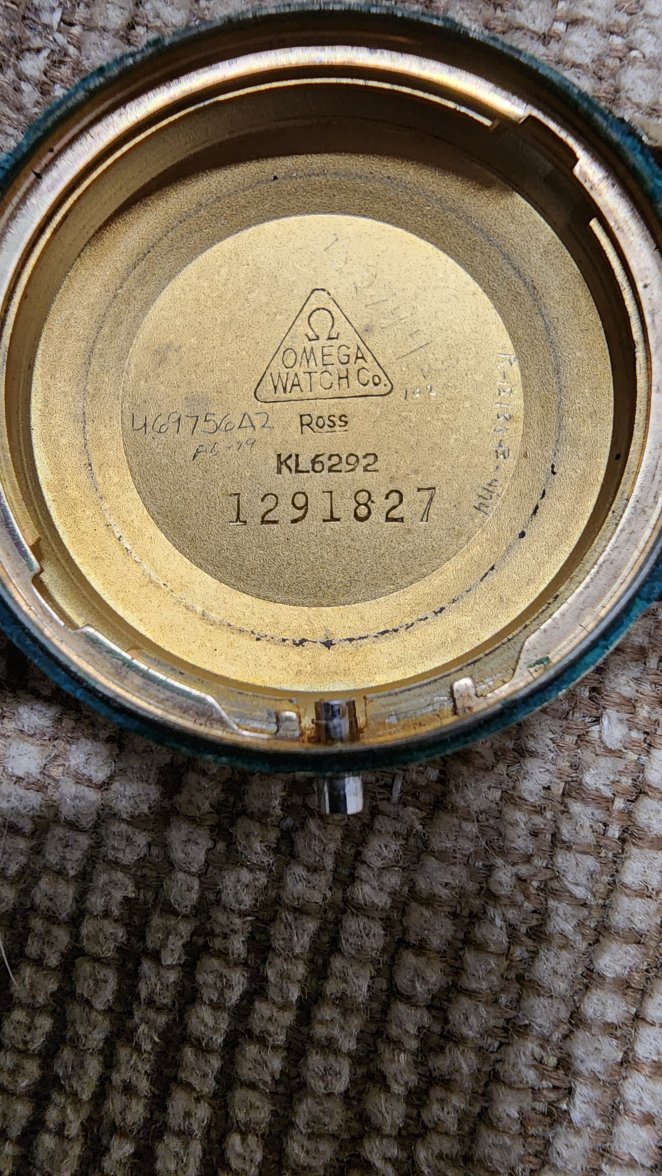 Ω
OMEGA
WATCH Co.
Ross
KL6292
1291827
469756A2